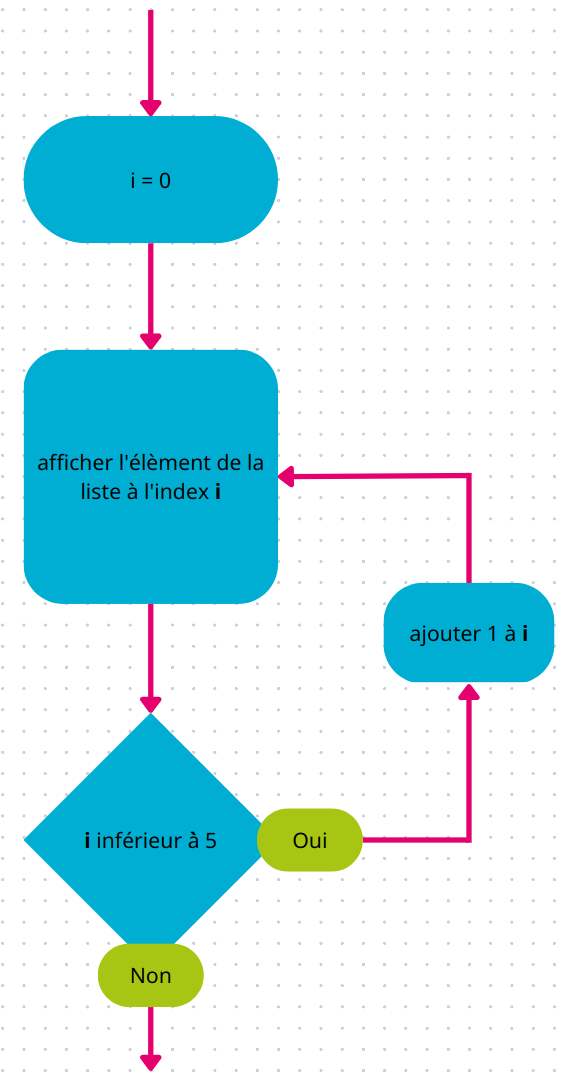 i = 0
afficher l'élèment de la
liste à l'index i
ajouter 1 à i
i inférieur à 5
Oui
Non